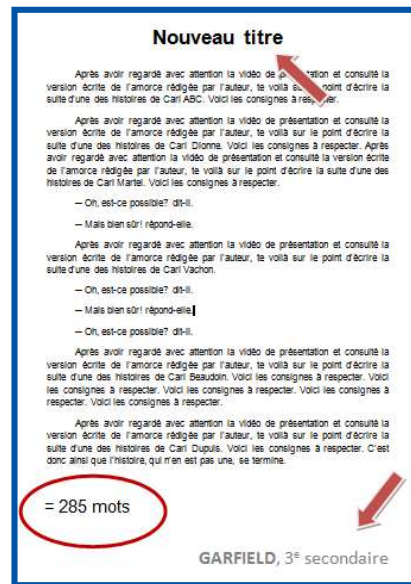 Nouveau titre
Après avoir regardé avec attention la vidéo de présentation et consulté la
version écrite de l'amorce rédigée par l'auteur, te voilà sur le point d'écrire la
suite d'une des histoires de Carl ABC. Voici les consignes à respecter.
Après avoir regardé avec attention la vidéo de présentation et consulté la
version écrite de l'amorce rédigée par l'auteur, te voilà sur le point d'écrire la
suite d'une des histoires de Carl Dionne. Voici les consignes à respecter. Après
avoir regardé avec attention la vidéo de présentation et consulté la version écrite
de l'amorce rédigée par l'auteur, te voilà sur le point d'écrire la suite d'une des
histoires de Carl Martel. Voici les consignes à respecter.
— Oh, est-ce possible? dit-il.
— Mais bien sûr! répond-elle.
Après avoir regardé avec attention la vidéo de présentation et consulté la
version écrite de l'amorce rédigée par l'auteur, te voilà sur le point d'écrire la
suite d'une des histoires de Carl Vachon.
— Oh, est-ce possible? dit-il.
— Mais bien sûr! répond-elle.
— Oh, est-ce possible? dit-il.
Après avoir regardé avec attention la vidéo de présentation et consulté la
version écrite de l'amorce rédigée par l'auteur, te voilà sur le point d'écrire la
suite d'une des histoires de Carl Beaudoin. Voici les consignes à respecter. Voici
les consignes à respecter. Voici les consignes à respecter. Voici les consignes à
respecter. Voici les consignes à respecter.
Après avoir regardé avec attention la vidéo de présentation et consulté la
version écrite de l'amorce rédigée par l'auteur, te voilà sur le point d'écrire la
suite d'une des histoires de Carl Dupuis. Voici les consignes à respecter. C'est
donc ainsi que l'histoire, qui n'en est pas une, se termine.
= 285 mots
GARFIELD, 3e secondaire